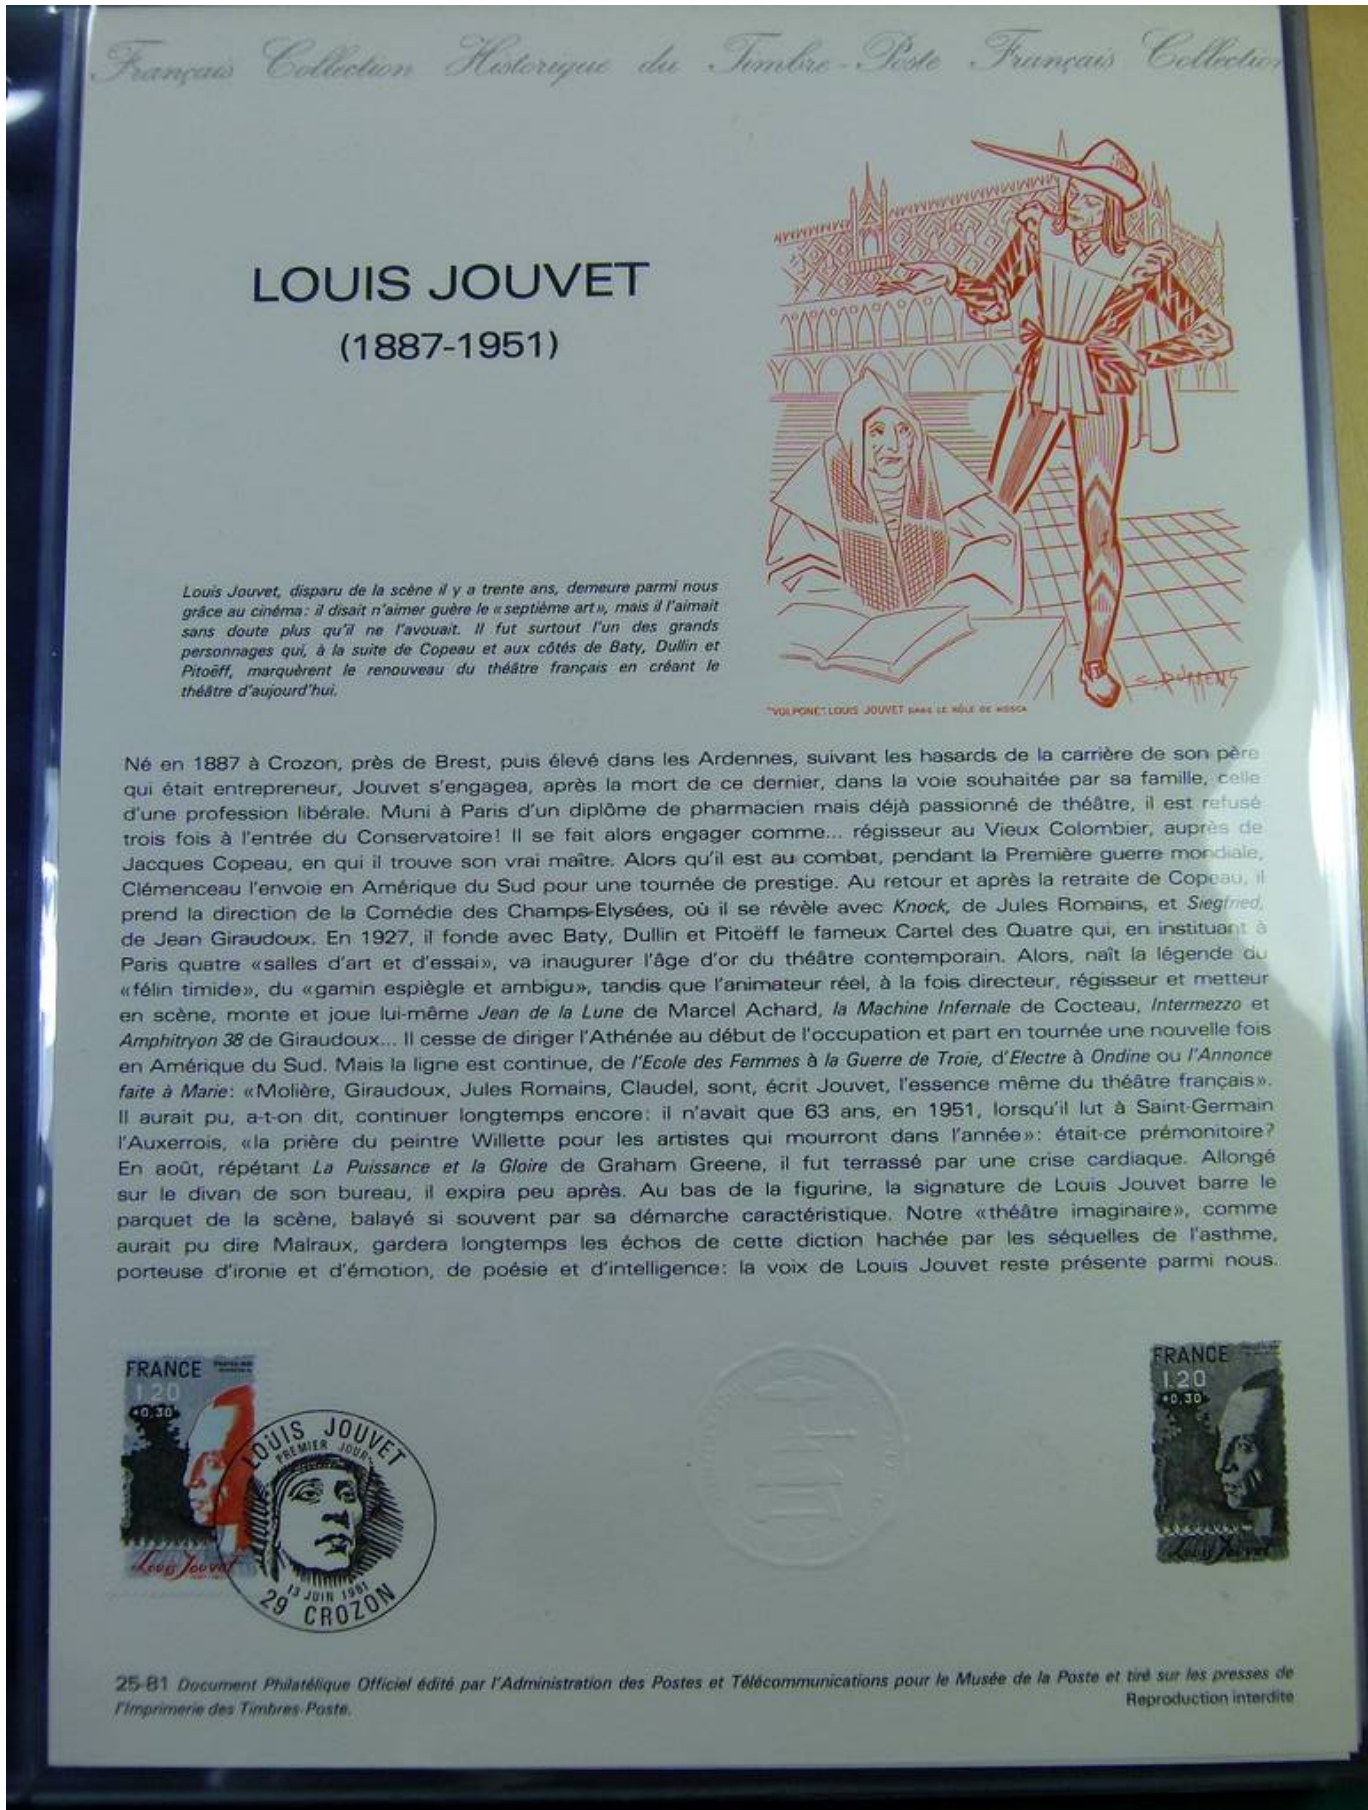 Français Collection Historique du Timbre-Poste Français Collection
LOUIS JOUVET
(1887-1951)
Louis Jouvet, disparu de la scène il y a trente ans, demeure parmi nous
grâce au cinéma: il disait n'aimer guère le «septième art», mais il l'aimait
sans doute plus qu'il ne l'avouait. Il fut surtout l'un des grands
personnages qui, à la suite de Copeau et aux côtés de Baty, Dullin et
Pitoëff, marquèrent le renouveau du théâtre français en créant le
théâtre d'aujourd'hui.
S. DURRENS
"VOLPONE": LOUIS JOUVET DANS LE RÔLE DE MOSCA
Né en 1887 à Crozon, près de Brest, puis élevé dans les Ardennes, suivant les hasards de la carrière de son père
qui était entrepreneur, Jouvet s'engagea, après la mort de ce dernier, dans la voie souhaitée par sa famille, celle
d'une profession libérale. Muni à Paris d'un diplôme de pharmacien mais déjà passionné de théâtre, il est refusé
trois fois à l'entrée du Conservatoire! Il se fait alors engager comme... régisseur au Vieux Colombier, auprès de
Jacques Copeau, en qui il trouve son vrai maître. Alors qu'il est au combat, pendant la Première guerre mondiale,
Clémenceau l'envoie en Amérique du Sud pour une tournée de prestige. Au retour et après la retraite de Copeau, il
prend la direction de la Comédie des Champs-Elysées, où il se révèle avec Knock, de Jules Romains, et Siegfried,
de Jean Giraudoux. En 1927, il fonde avec Baty, Dullin et Pitoëff le fameux Cartel des Quatre qui, en instituant à
Paris quatre «salles d'art et d'essai», va inaugurer l'âge d'or du théâtre contemporain. Alors, naît la légende du
«félin timide», du «gamin espiègle et ambigu», tandis que l'animateur réel, à la fois directeur, régisseur et metteur
en scène, monte et joue lui-même Jean de la Lune de Marcel Achard, la Machine Infernale de Cocteau, Intermezzo et
Amphitryon 38 de Giraudoux... Il cesse de diriger l'Athénée au début de l'occupation et part en tournée une nouvelle fois
en Amérique du Sud. Mais la ligne est continue, de l'Ecole des Femmes à la Guerre de Troie, d'Electre à Ondine ou l'Annonce
faite à Marie: «Molière, Giraudoux, Jules Romains, Claudel, sont, écrit Jouvet, l'essence même du théâtre français».
Il aurait pu, a-t-on dit, continuer longtemps encore: il n'avait que 63 ans, en 1951, lorsqu'il lut à Saint-Germain
l'Auxerrois, «la prière du peintre Willette pour les artistes qui mourront dans l'année»: était-ce prémonitoire?
En août, répétant La Puissance et la Gloire de Graham Greene, il fut terrassé par une crise cardiaque. Allongé
sur le divan de son bureau, il expira peu après. Au bas de la figurine, la signature de Louis Jouvet barre le
parquet de la scène, balayé si souvent par sa démarche caractéristique. Notre «théâtre imaginaire», comme
aurait pu dire Malraux, gardera longtemps les échos de cette diction hachée par les séquelles de l'asthme,
porteuse d'ironie et d'émotion, de poésie et d'intelligence: la voix de Louis Jouvet reste présente parmi nous.
FRANCE
1.20
+0,30
Louis Jouvet
LOUIS JOUVET
PREMIER JOUR
13 JUIN 1981
29 CROZON
FRANCE
1.20
+0,30
Louis Jouvet
25-81 Document Philatélique Officiel édité par l'Administration des Postes et Télécommunications pour le Musée de la Poste et tiré sur les presses de
l'Imprimerie des Timbres-Poste.
Reproduction interdite